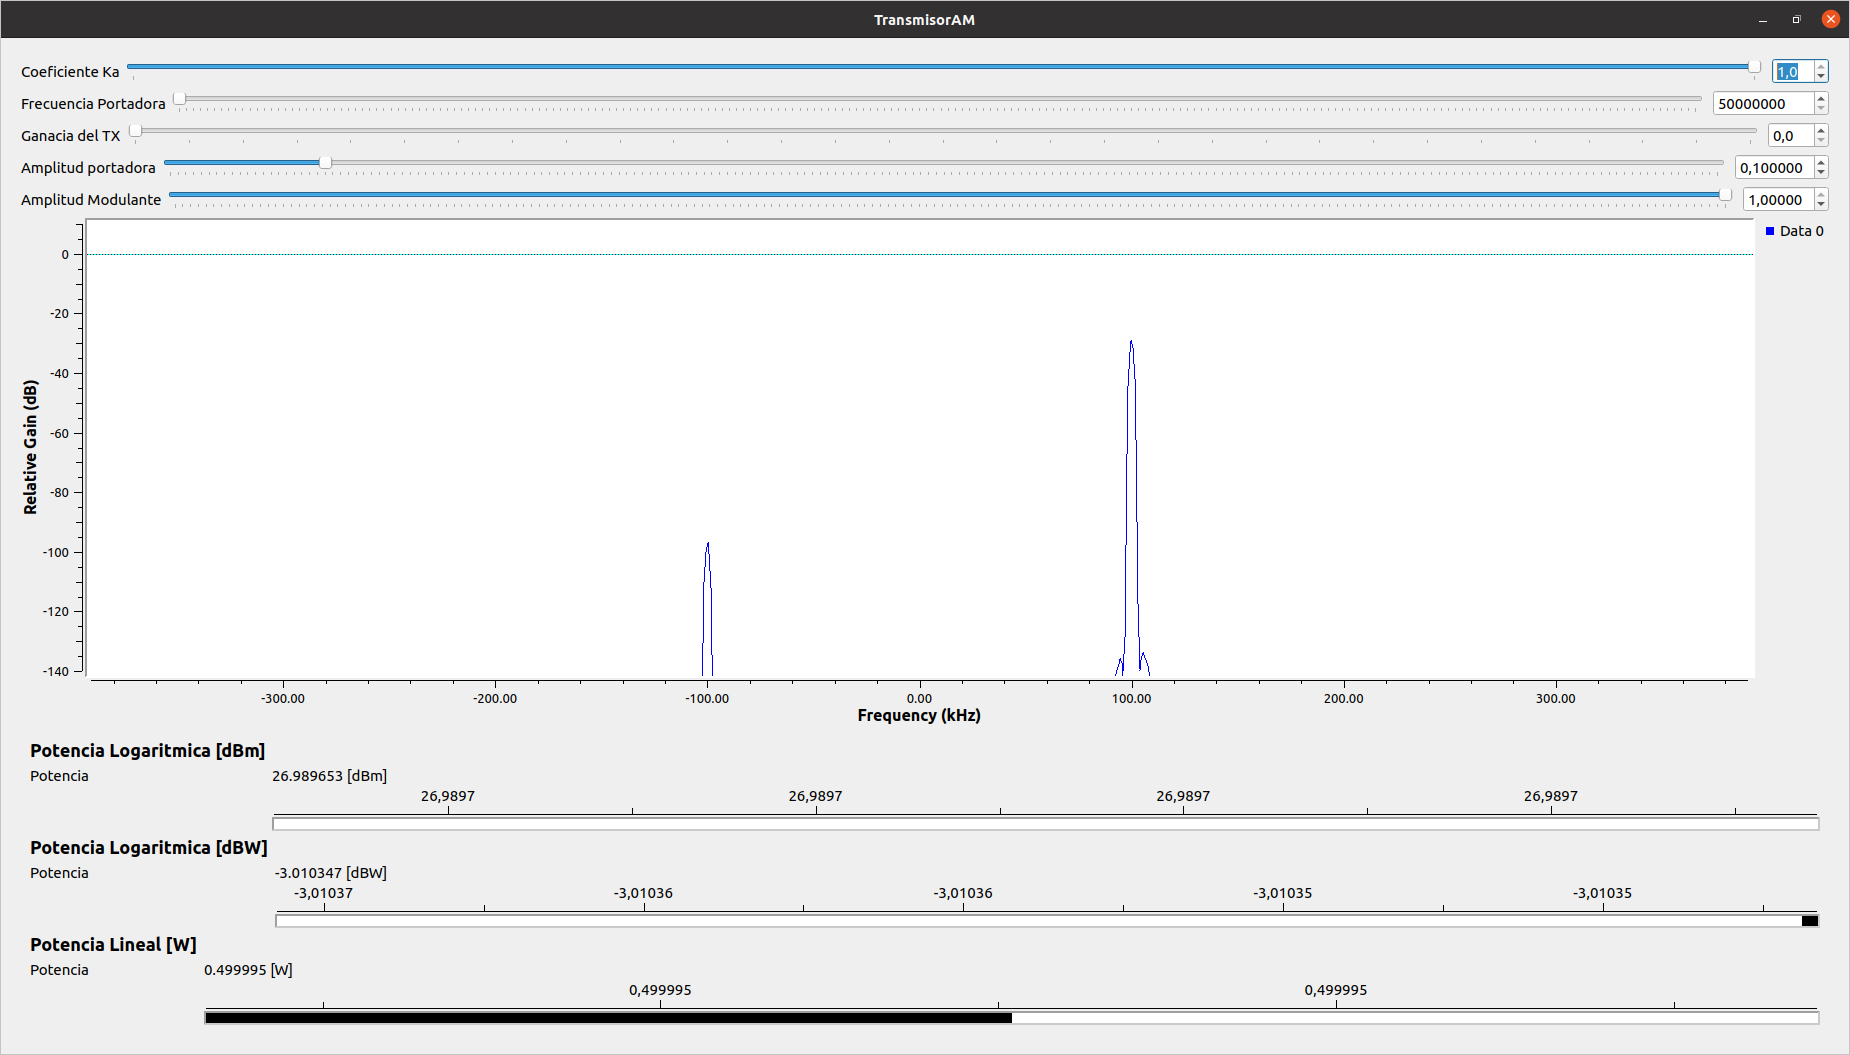 TransmisorAM
Coeficiente Ka 1,0
Frecuencia Portadora 50000000
Ganacia del TX 0,0
Amplitud portadora 0,100000
Amplitud Modulante 1,00000
Data 0
0
-20
-40
-60
-80
-100
-120
-140
Relative Gain (dB)
-300.00 -200.00 -100.00 0.00 100.00 200.00 300.00
Frequency (kHz)
Potencia Logaritmica [dBm]
Potencia 26.989653 [dBm]
26,9897 26,9897 26,9897 26,9897
Potencia Logaritmica [dBW]
Potencia -3.010347 [dBW]
-3,01037 -3,01036 -3,01036 -3,01035 -3,01035
Potencia Lineal [W]
Potencia 0.499995 [W]
0,499995 0,499995